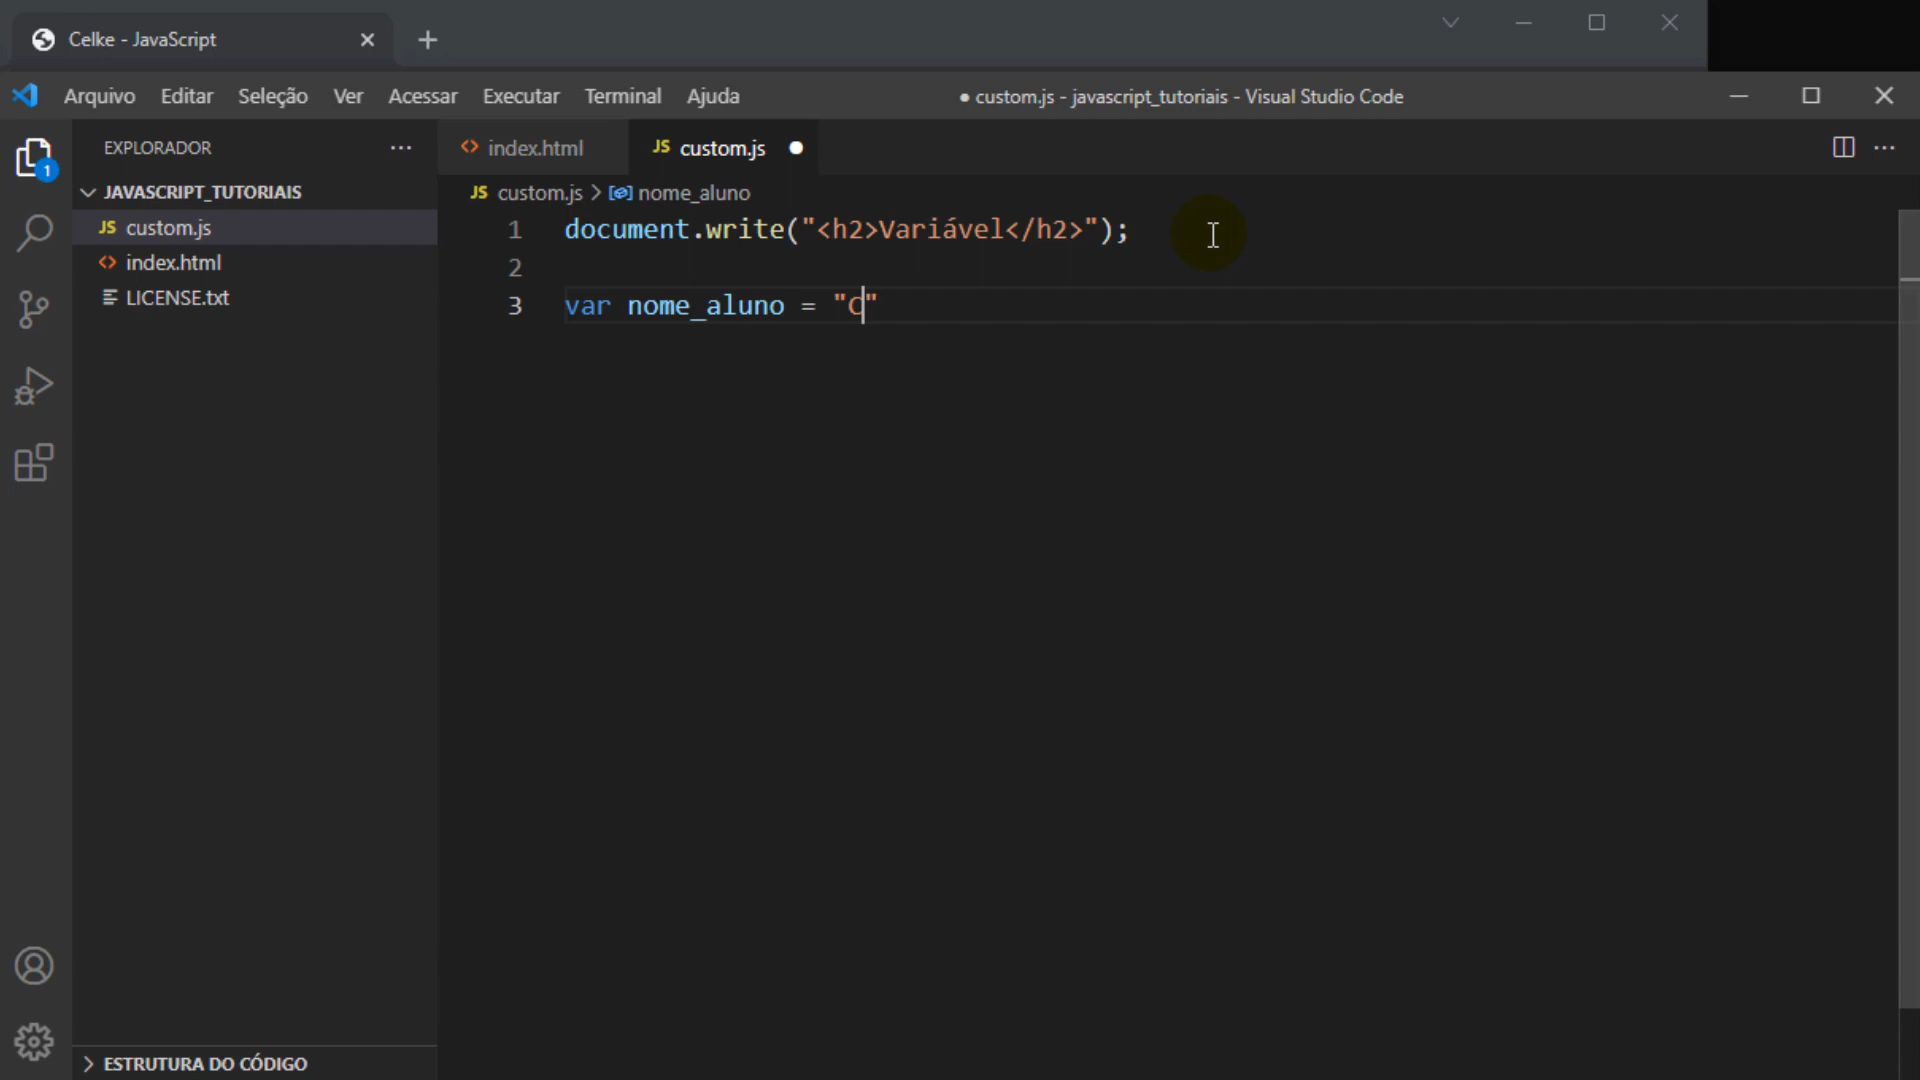 Celke - JavaScript
Arquivo Editar Seleção Ver Acessar Executar Terminal Ajuda
● custom.js - javascript_tutoriais - Visual Studio Code
EXPLORADOR
index.html
JS custom.js
1
JAVASCRIPT_TUTORIAIS
JS custom.js > nome_aluno
JS custom.js
index.html
LICENSE.txt
1 document.write("<h2>Variável</h2>");
2
3 var nome_aluno = "C"
ESTRUTURA DO CÓDIGO